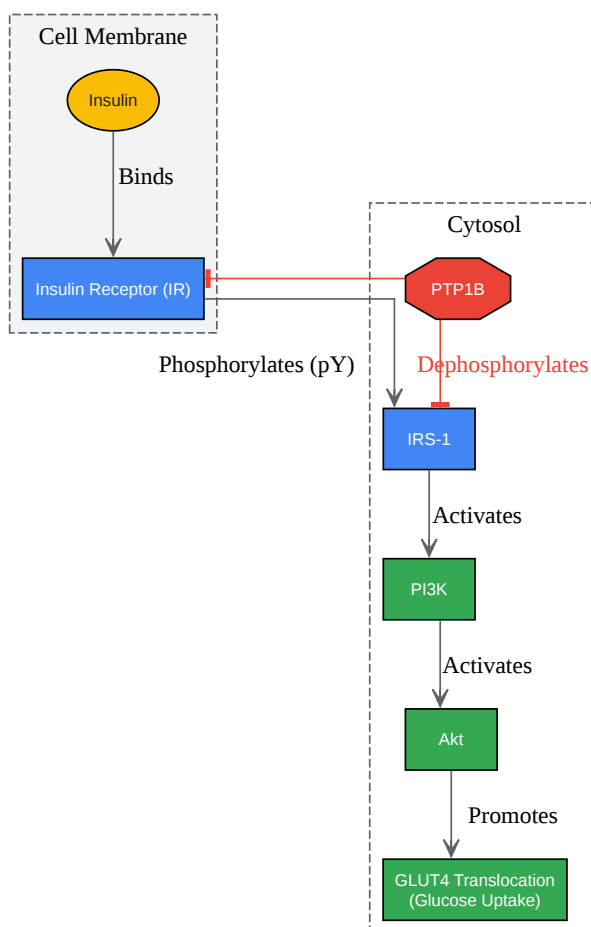 Cell Membrane
Insulin
Binds
Cytosol
Insulin Receptor (IR)
PTP1B
Phosphorylates (pY)
Dephosphorylates
IRS-1
Activates
PI3K
Activates
Akt
Promotes
GLUT4 Translocation
(Glucose Uptake)